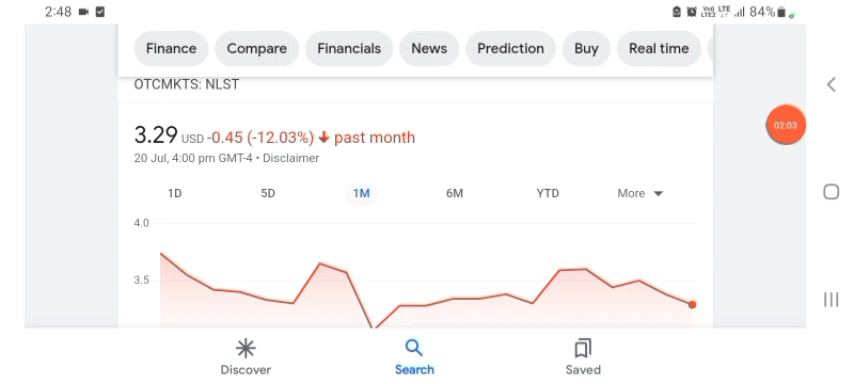 2:48 84%
Finance Compare Financials News Prediction Buy Real time
OTCMKTS: NLST
02:03
3.29 USD -0.45 (-12.03%) ↓ past month
20 Jul, 4:00 pm GMT-4 • Disclaimer
1D 5D 1M 6M YTD More
4.0
3.5
Discover Search Saved